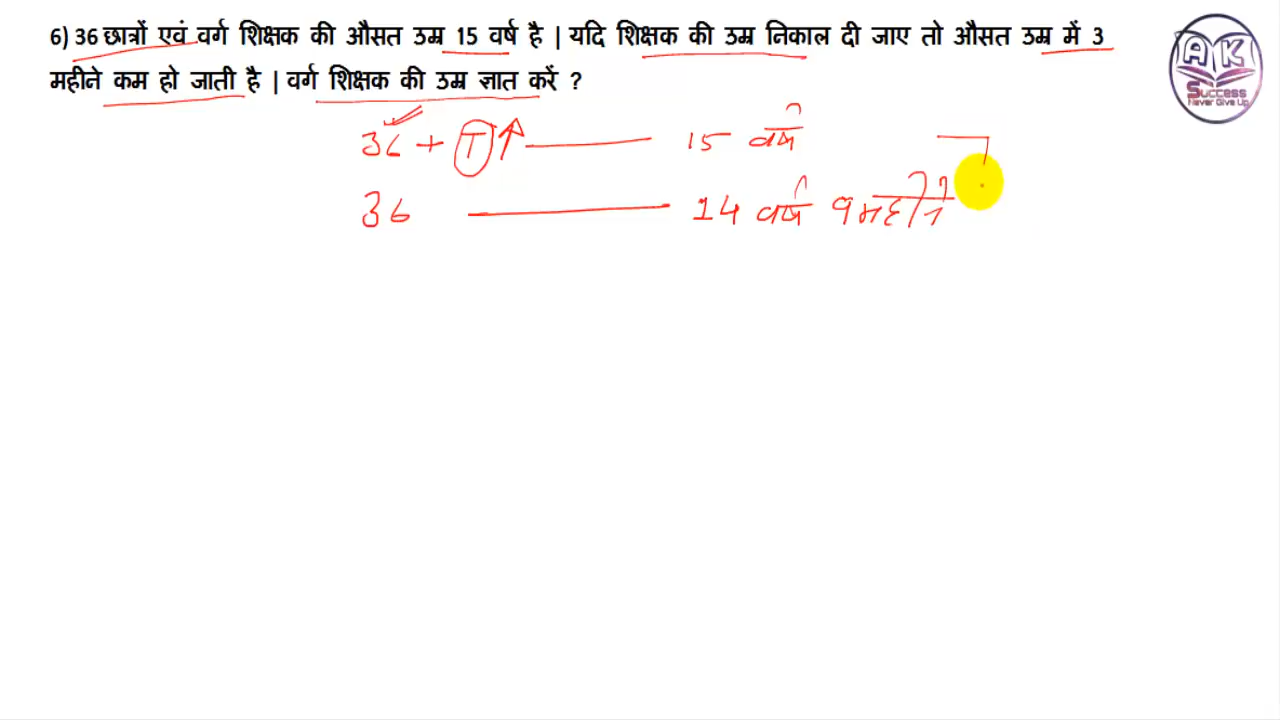 6) 36 छात्रों एवं वर्ग शिक्षक की औसत उम्र 15 वर्ष है | यदि शिक्षक की उम्र निकाल दी जाए तो औसत उम्र में 3
महीने कम हो जाती है | वर्ग शिक्षक की उम्र ज्ञात करें ?
AK
Success
Never Give Up
36 + T 15 वर्ष
36 14 वर्ष 9 महीने